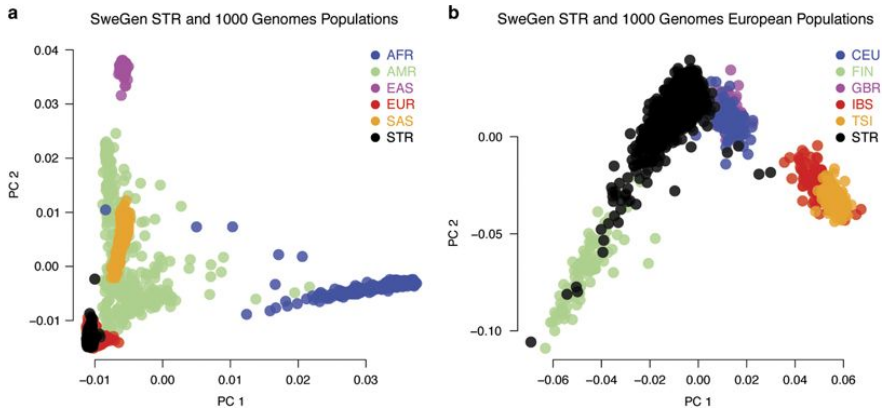 a
SweGen STR and 1000 Genomes Populations
PC 2
0.04
0.03
0.02
0.01
0.00
−0.01
−0.01
0.00
0.01
0.02
0.03
PC 1
AFR
AMR
EAS
EUR
SAS
STR
b
SweGen STR and 1000 Genomes European Populations
PC 2
0.00
−0.05
−0.10
−0.06
−0.04
−0.02
0.00
0.02
0.04
0.06
PC 1
CEU
FIN
GBR
IBS
TSI
STR